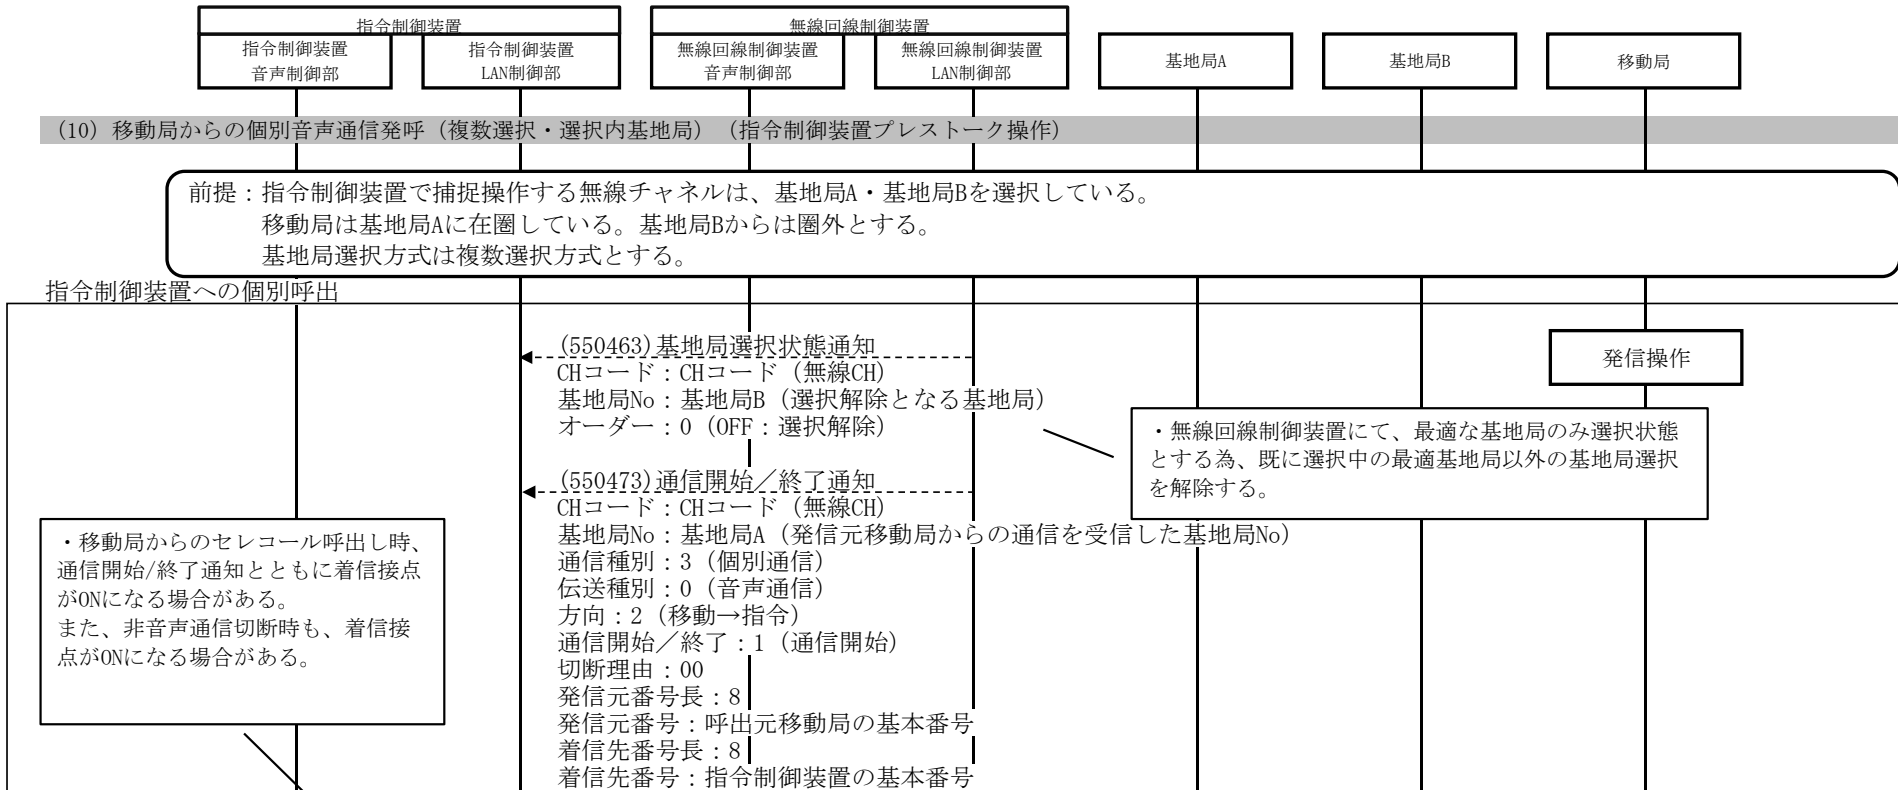 指令制御装置
無線回線制御装置
指令制御装置
音声制御部
指令制御装置
LAN制御部
無線回線制御装置
音声制御部
無線回線制御装置
LAN制御部
基地局A
基地局B
移動局
(10) 移動局からの個別音声通信発呼（複数選択・選択内基地局）（指令制御装置プレストーク操作）
前提：指令制御装置で捕捉操作する無線チャネルは、基地局A・基地局Bを選択している。
移動局は基地局Aに在圏している。基地局Bからは圏外とする。
基地局選択方式は複数選択方式とする。
指令制御装置への個別呼出
(550463)基地局選択状態通知
CHコード：CHコード（無線CH）
基地局No：基地局B（選択解除となる基地局）
オーダー：0（OFF：選択解除）
発信操作
・無線回線制御装置にて、最適な基地局のみ選択状態
とする為、既に選択中の最適基地局以外の基地局選択
を解除する。
(550473)通信開始／終了通知
CHコード：CHコード（無線CH）
基地局No：基地局A（発信元移動局からの通信を受信した基地局No）
通信種別：3（個別通信）
伝送種別：0（音声通信）
方向：2（移動→指令）
通信開始／終了：1（通信開始）
切断理由：00
発信元番号長：8
発信元番号：呼出元移動局の基本番号
着信先番号長：8
着信先番号：指令制御装置の基本番号
・移動局からのセレコール呼出し時、
通信開始/終了通知とともに着信接点
がONになる場合がある。
また、非音声通信切断時も、着信接
点がONになる場合がある。